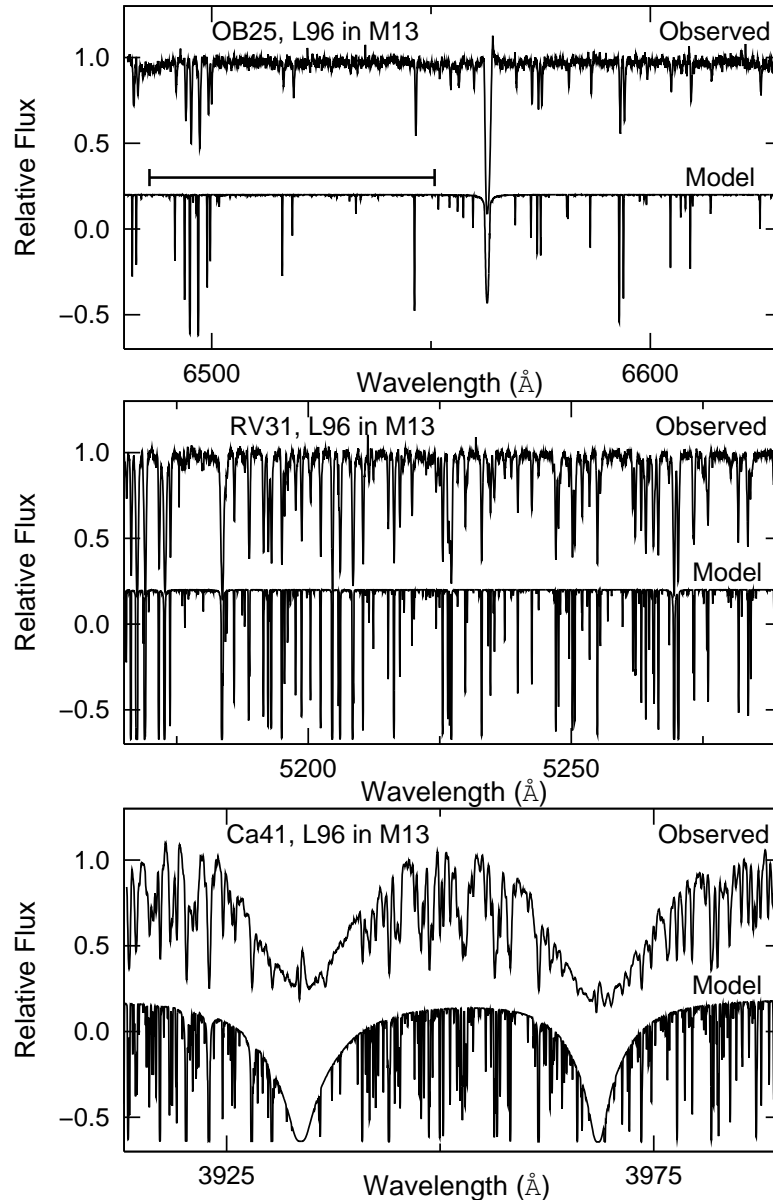 OB25, L96 in M13
Observed
1.0
0.5
0.0
−0.5
Relative Flux
Model
6500
6600
Wavelength (Å)
RV31, L96 in M13
Observed
1.0
0.5
0.0
−0.5
Relative Flux
Model
5200
5250
Wavelength (Å)
Ca41, L96 in M13
Observed
1.0
0.5
0.0
−0.5
Relative Flux
Model
3925
3975
Wavelength (Å)